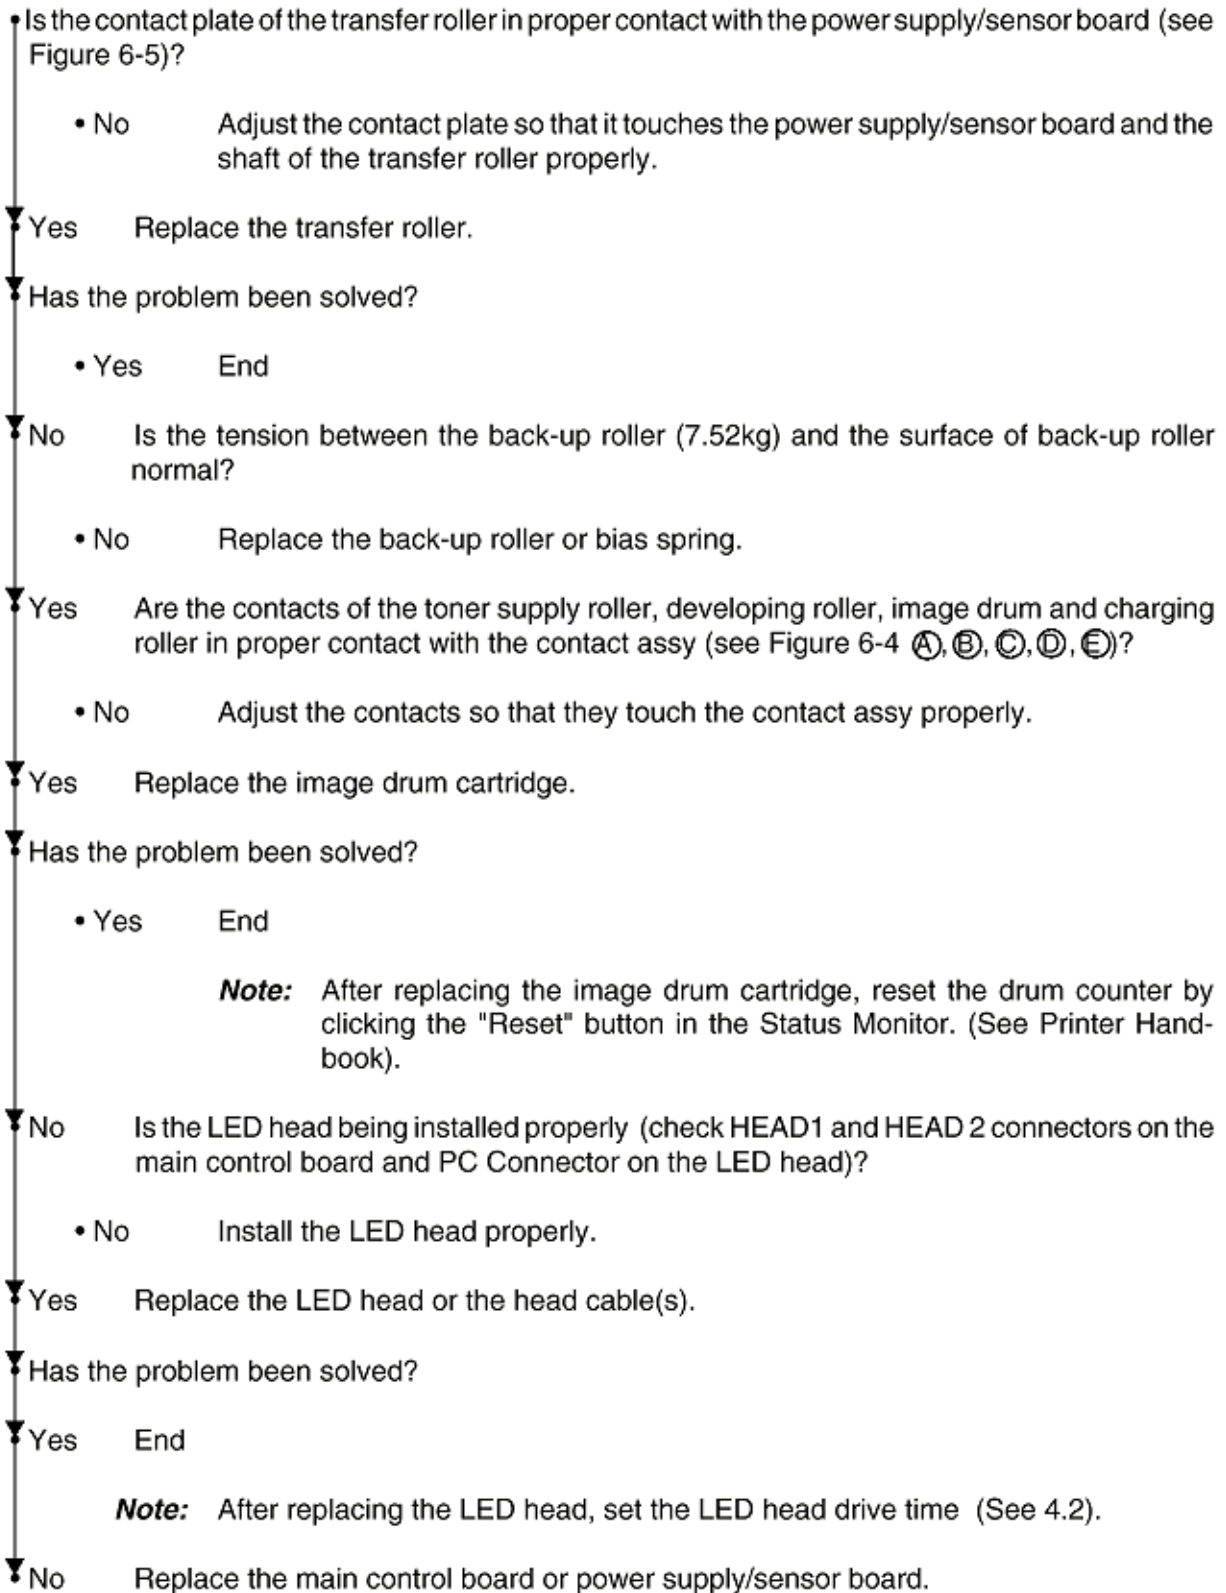 • Is the contact plate of the transfer roller in proper contact with the power supply/sensor board (see
Figure 6-5)?
• No Adjust the contact plate so that it touches the power supply/sensor board and the
shaft of the transfer roller properly.
Yes Replace the transfer roller.
Has the problem been solved?
• Yes End
No Is the tension between the back-up roller (7.52kg) and the surface of back-up roller
normal?
• No Replace the back-up roller or bias spring.
Yes Are the contacts of the toner supply roller, developing roller, image drum and charging
roller in proper contact with the contact assy (see Figure 6-4 Ⓐ, Ⓑ, Ⓒ, Ⓓ, Ⓔ)?
• No Adjust the contacts so that they touch the contact assy properly.
Yes Replace the image drum cartridge.
Has the problem been solved?
• Yes End
Note: After replacing the image drum cartridge, reset the drum counter by
clicking the "Reset" button in the Status Monitor. (See Printer Hand-
book).
No Is the LED head being installed properly (check HEAD1 and HEAD 2 connectors on the
main control board and PC Connector on the LED head)?
• No Install the LED head properly.
Yes Replace the LED head or the head cable(s).
Has the problem been solved?
Yes End
Note: After replacing the LED head, set the LED head drive time (See 4.2).
No Replace the main control board or power supply/sensor board.